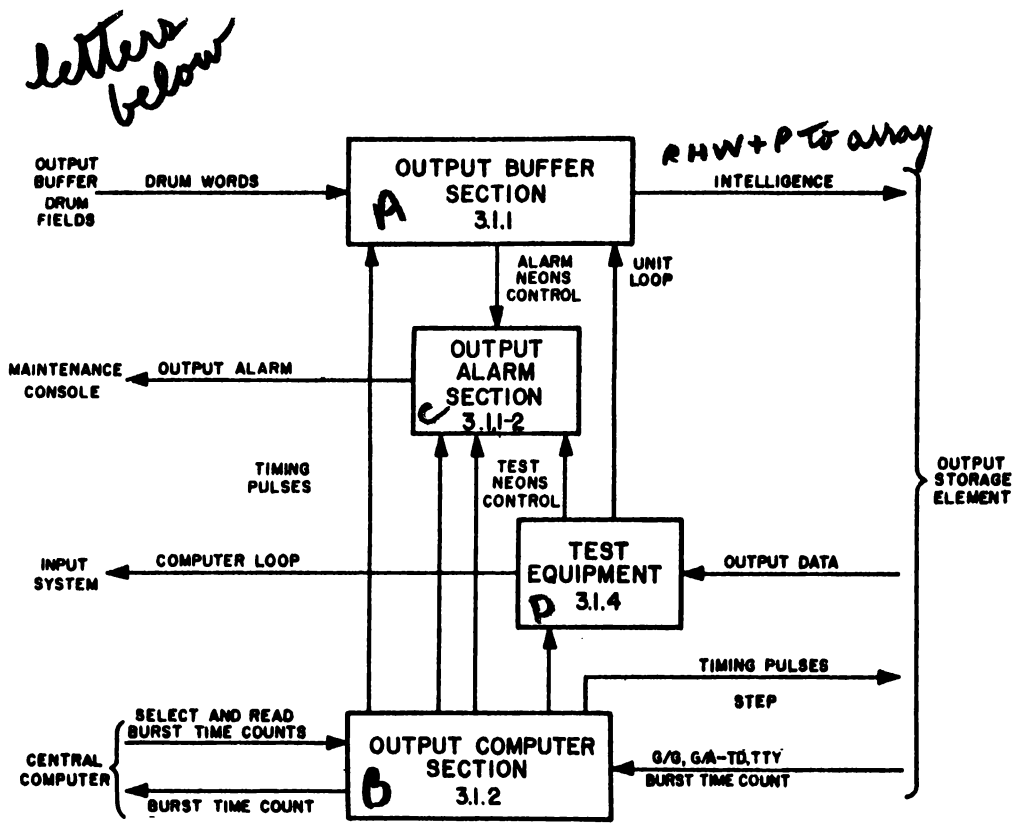 letters
below
RHW + P to array
OUTPUT
BUFFER
DRUM
FIELDS
DRUM WORDS
OUTPUT BUFFER
SECTION
3.1.1
A
INTELLIGENCE
ALARM
NEONS
CONTROL
UNIT
LOOP
MAINTENANCE
CONSOLE
OUTPUT ALARM
OUTPUT
ALARM
SECTION
3.1.1-2
C
TIMING
PULSES
TEST
NEONS
CONTROL
OUTPUT
STORAGE
ELEMENT
INPUT
SYSTEM
COMPUTER LOOP
TEST
EQUIPMENT
3.1.4
D
OUTPUT DATA
TIMING PULSES
STEP
CENTRAL
COMPUTER
SELECT AND READ
BURST TIME COUNTS
BURST TIME COUNT
OUTPUT COMPUTER
SECTION
3.1.2
B
G/G, G/A-TD, TTY
BURST TIME COUNT